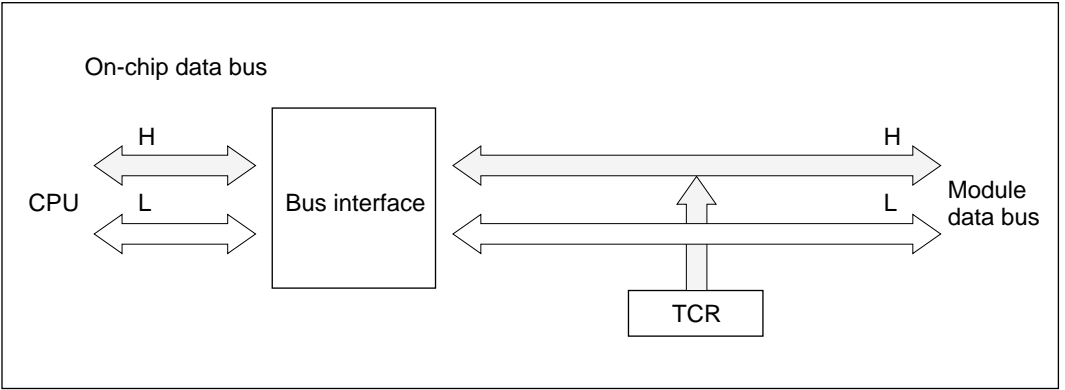 On-chip data bus
H
H
CPU
L
Bus interface
L
Module
data bus
TCR